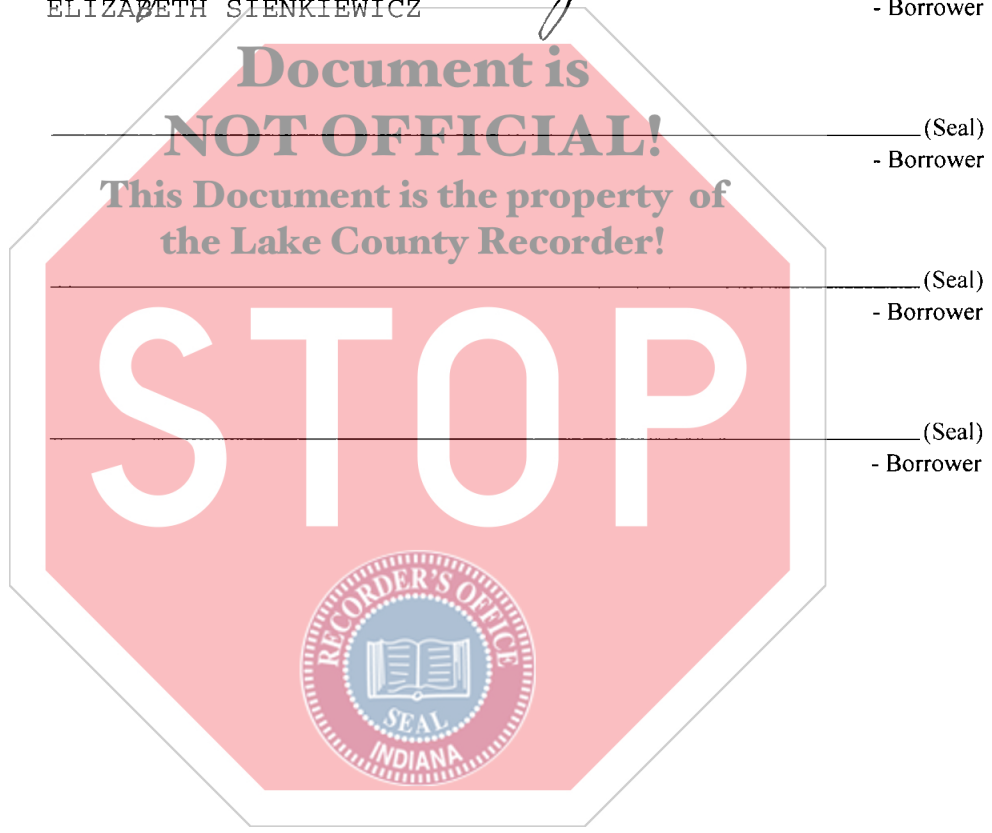 ELIZABETH SIENKIEWICZ - Borrower
Document is
NOT OFFICIAL!
(Seal)
- Borrower
This Document is the property of
the Lake County Recorder!
(Seal)
- Borrower
STOP
(Seal)
- Borrower
RECORDER'S OFFICE
SEAL
INDIANA